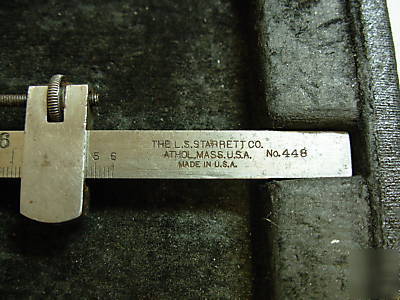 THE L.S. STARRETT CO.
ATHOL, MASS. U.S.A. No. 448
MADE IN U.S.A.
6
5 6